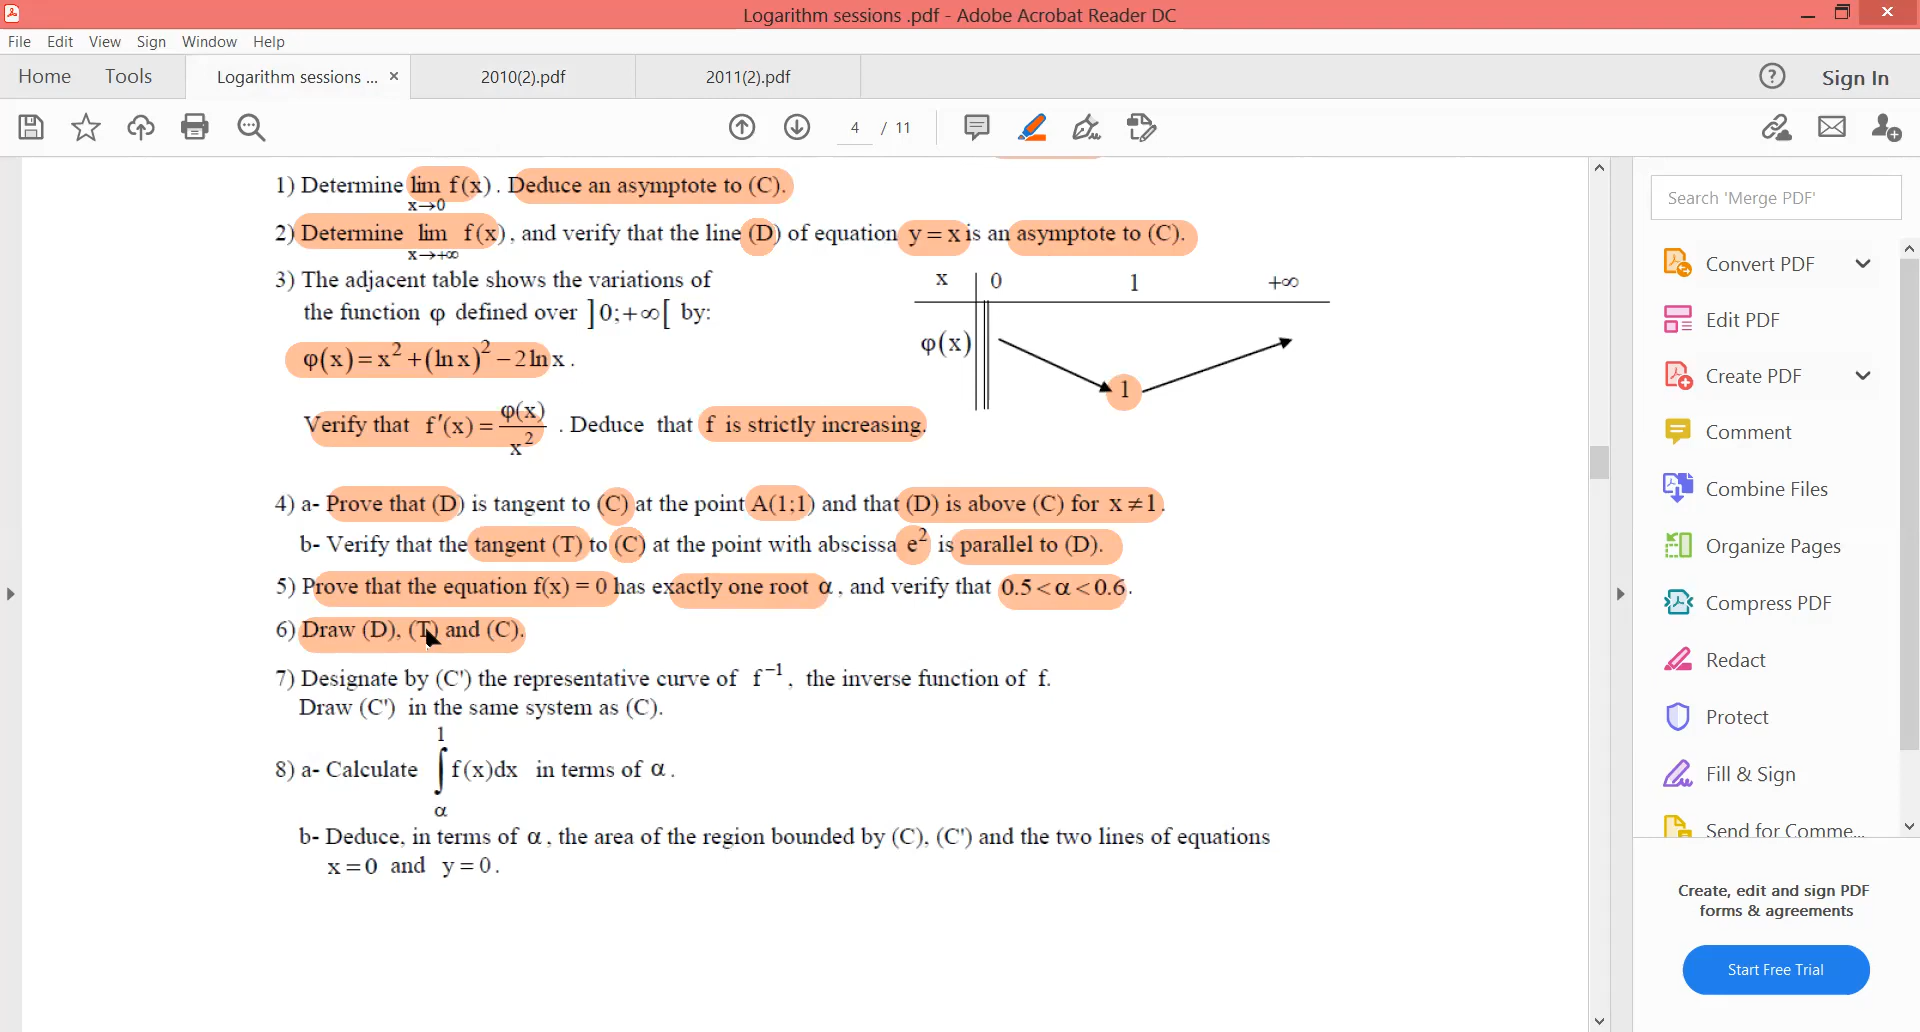 Logarithm sessions .pdf - Adobe Acrobat Reader DC
File Edit View Sign Window Help
Home Tools Logarithm sessions ... × 2010(2).pdf 2011(2).pdf Sign In
4 / 11
1) Determine lim f(x). Deduce an asymptote to (C).
x→0
2) Determine lim f(x), and verify that the line (D) of equation y = x is an asymptote to (C).
x→+∞
3) The adjacent table shows the variations of
the function φ defined over ]0;+∞[ by:
φ(x) = x² + (ln x)² − 2 ln x .
x 0 1 +∞
φ(x) 1
Verify that f′(x) = φ(x)/x² . Deduce that f is strictly increasing.
4) a- Prove that (D) is tangent to (C) at the point A(1;1) and that (D) is above (C) for x ≠ 1.
b- Verify that the tangent (T) to (C) at the point with abscissa e² is parallel to (D).
5) Prove that the equation f(x) = 0 has exactly one root α, and verify that 0.5 < α < 0.6.
6) Draw (D), (T) and (C).
7) Designate by (C') the representative curve of f⁻¹, the inverse function of f.
Draw (C') in the same system as (C).
1
8) a- Calculate ∫ f(x)dx in terms of α.
α
b- Deduce, in terms of α, the area of the region bounded by (C), (C') and the two lines of equations
x = 0 and y = 0.
Search 'Merge PDF'
Convert PDF
Edit PDF
Create PDF
Comment
Combine Files
Organize Pages
Compress PDF
Redact
Protect
Fill & Sign
Send for Comme...
Create, edit and sign PDF
forms & agreements
Start Free Trial